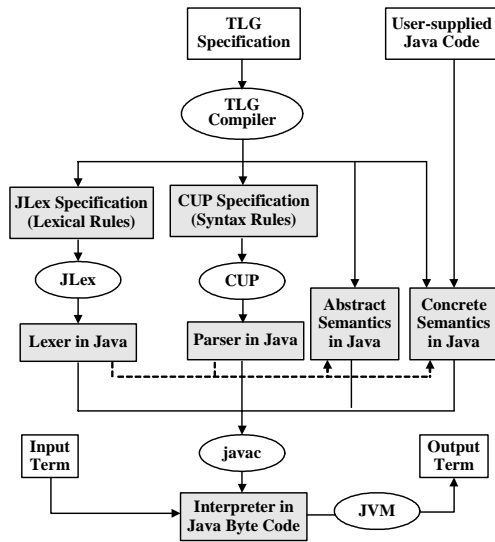 TLG
Specification
User-supplied
Java Code
TLG
Compiler
JLex Specification
(Lexical Rules)
CUP Specification
(Syntax Rules)
JLex
CUP
Abstract
Semantics
in Java
Concrete
Semantics
in Java
Lexer in Java
Parser in Java
Input
Term
javac
Output
Term
Interpreter in
Java Byte Code
JVM